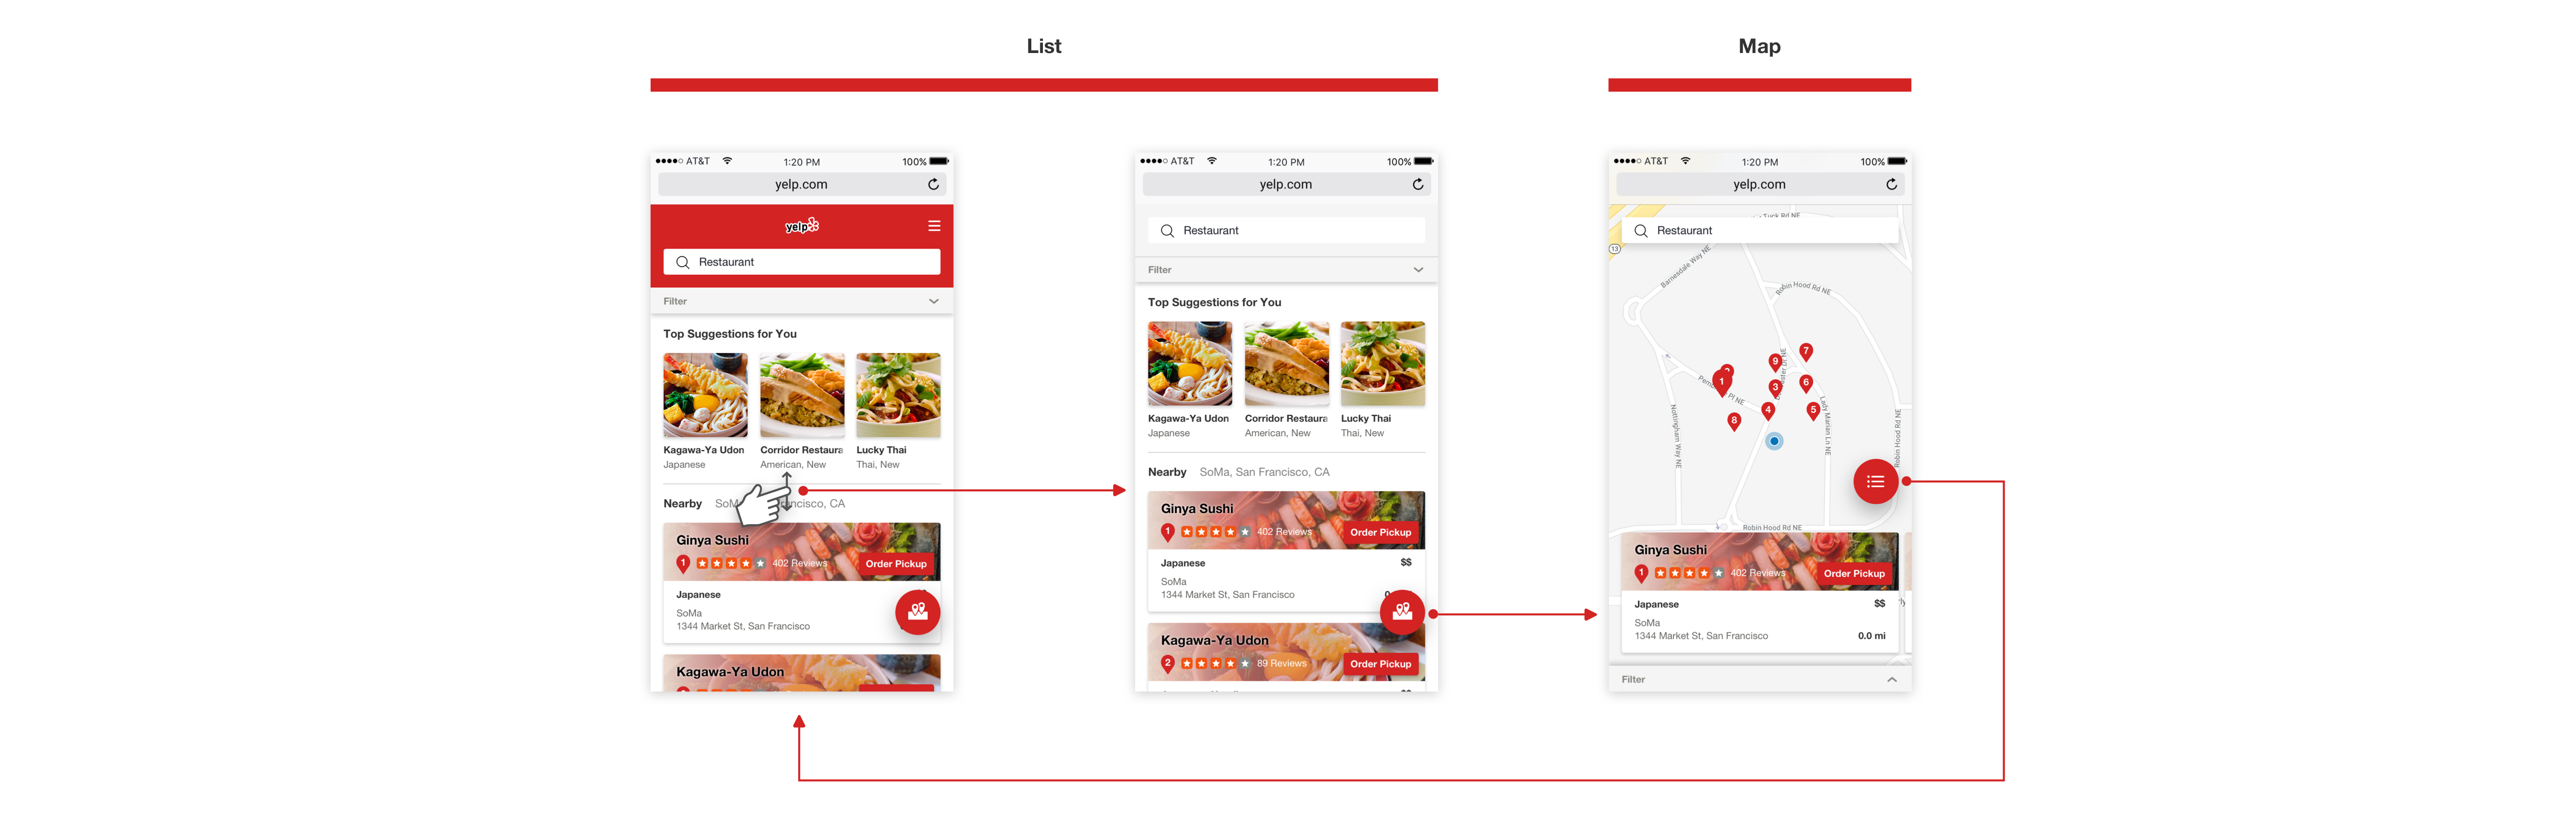 List
Map
AT&T 1:20 PM 100%
yelp.com
yelp
Restaurant
Filter
Top Suggestions for You
Kagawa-Ya Udon Corridor Restaura Lucky Thai
Japanese American, New Thai, New
Nearby CA
Ginya Sushi
1 402 Reviews Order Pickup
Japanese
SoMa
1344 Market St, San Francisco
Kagawa-Ya Udon
AT&T 1:20 PM 100%
yelp.com
Restaurant
Filter
Top Suggestions for You
Kagawa-Ya Udon Corridor Restaura Lucky Thai
Japanese American, New Thai, New
Nearby SoMa, San Francisco, CA
Ginya Sushi
1 402 Reviews Order Pickup
Japanese $$
SoMa
1344 Market St, San Francisco
Kagawa-Ya Udon
2 89 Reviews Order Pickup
AT&T 1:20 PM 100%
yelp.com
Tuck Rd NE
Restaurant
13
Barnesdale Way NE
Robin Hood Rd NE
7
9
1
3
6
Pl NE
4
5
8
Nottingham Way NE
Lady Marian Ln NE
Robin Hood Rd NE
Robin Hood Rd NE
Ginya Sushi
1 402 Reviews Order Pickup
Japanese $$
SoMa
1344 Market St, San Francisco 0.0 mi
Filter